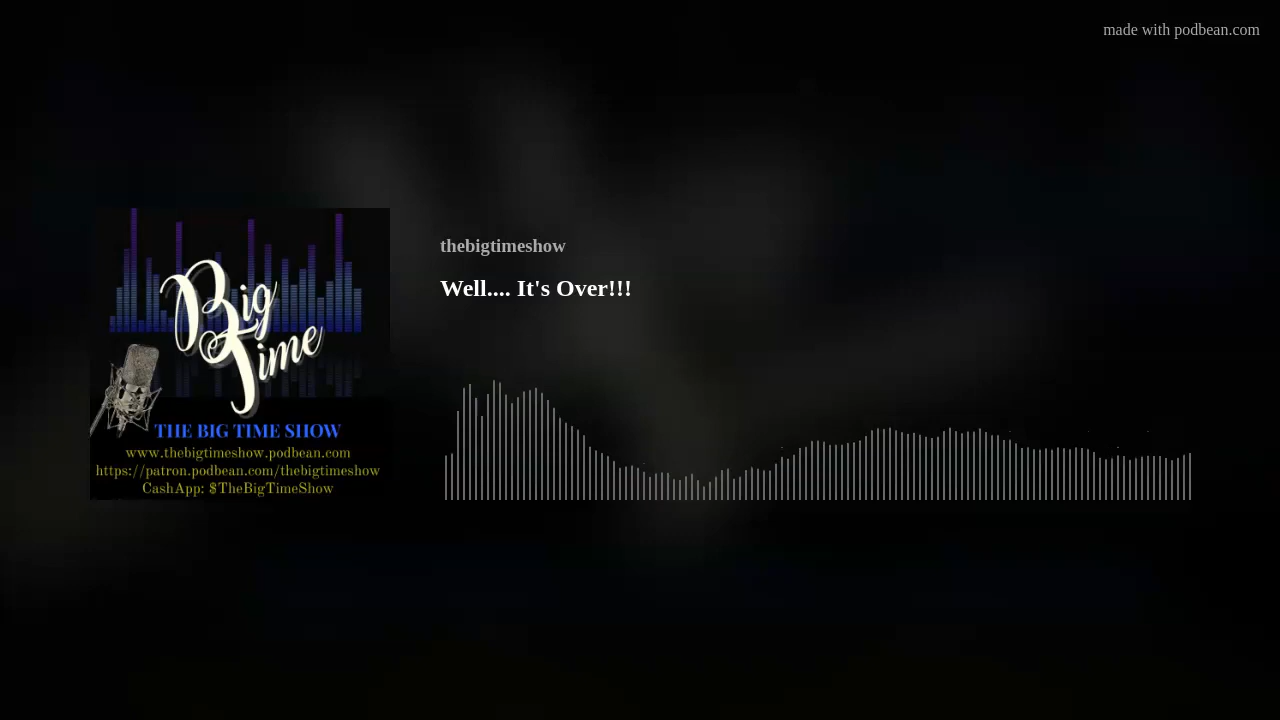 made with podbean.com
thebigtimeshow
Well.... It's Over!!!
Big
Time
THE BIG TIME SHOW
www.thebigtimeshow.podbean.com
https://patron.podbean.com/thebigtimeshow
CashApp: $TheBigTimeShow